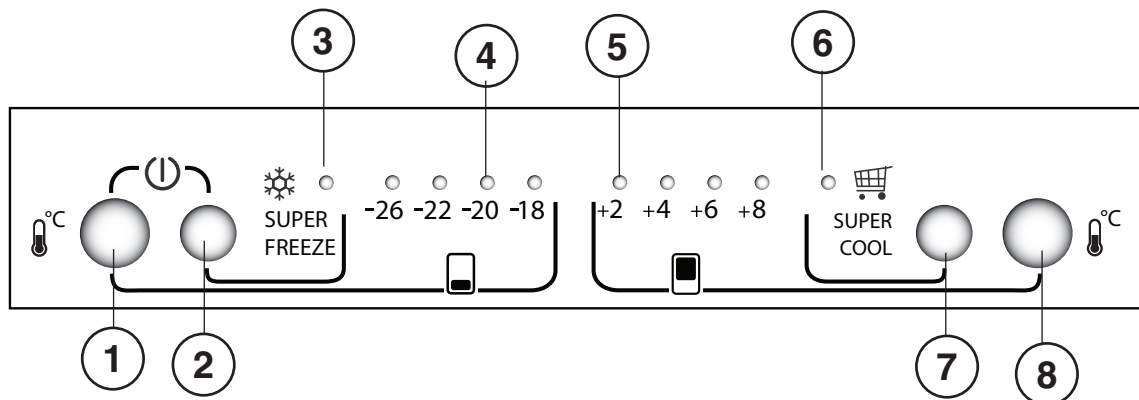 3
4
5
6
°C
SUPER
FREEZE
-26 -22 -20 -18
+2 +4 +6 +8
SUPER
COOL
°C
1
2
7
8